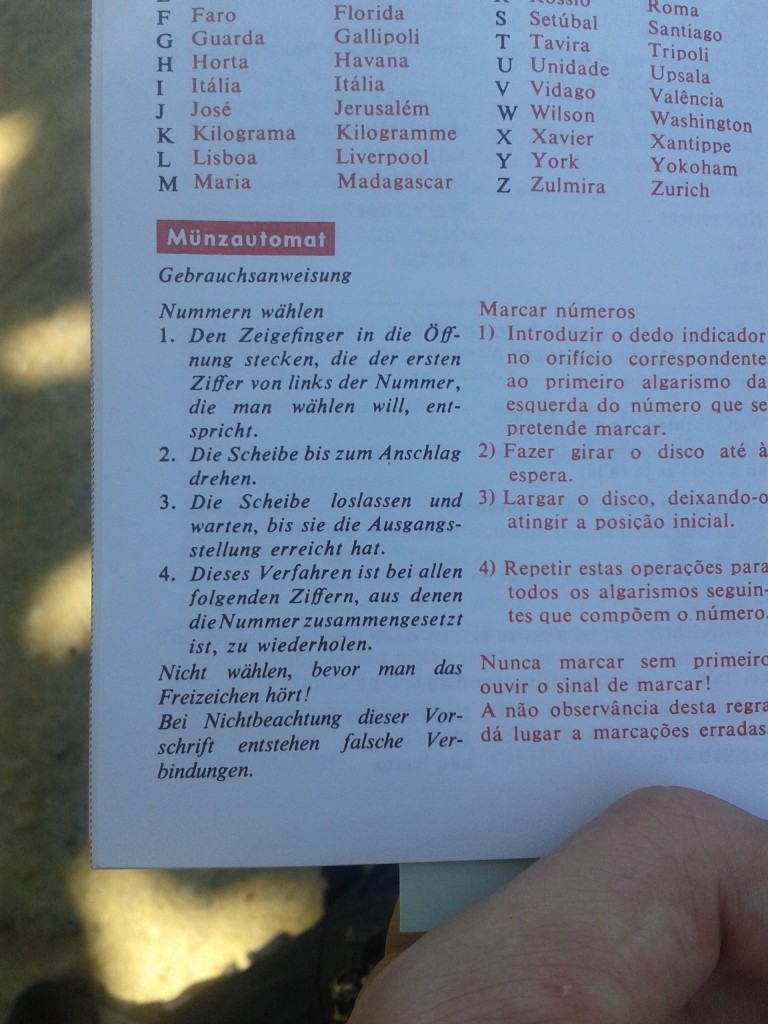 F Faro Florida
G Guarda Gallipoli
H Horta Havana
I Itália Itália
J José Jerusalém
K Kilograma Kilogramme
L Lisboa Liverpool
M Maria Madagascar
Rossio Roma
S Setúbal Santiago
T Tavira Tripoli
U Unidade Upsala
V Vidago Valência
W Wilson Washington
X Xavier Xantippe
Y York Yokoham
Z Zulmira Zurich
Münzautomat
Gebrauchsanweisung
Nummern wählen
1. Den Zeigefinger in die Öff-
nung stecken, die der ersten
Ziffer von links der Nummer,
die man wählen will, ent-
spricht.
2. Die Scheibe bis zum Anschlag
drehen.
3. Die Scheibe loslassen und
warten, bis sie die Ausgangs-
stellung erreicht hat.
4. Dieses Verfahren ist bei allen
folgenden Ziffern, aus denen
die Nummer zusammengesetzt
ist, zu wiederholen.
Nicht wählen, bevor man das
Freizeichen hört!
Bei Nichtbeachtung dieser Vor-
schrift entstehen falsche Ver-
bindungen.
Marcar números
1) Introduzir o dedo indicador
no orifício correspondente
ao primeiro algarismo da
esquerda do número que se
pretende marcar.
2) Fazer girar o disco até à
espera.
3) Largar o disco, deixando-o
atingir a posição inicial.
4) Repetir estas operações para
todos os algarismos seguin-
tes que compõem o número.
Nunca marcar sem primeiro
ouvir o sinal de marcar!
A não observância desta regra
dá lugar a marcações erradas.